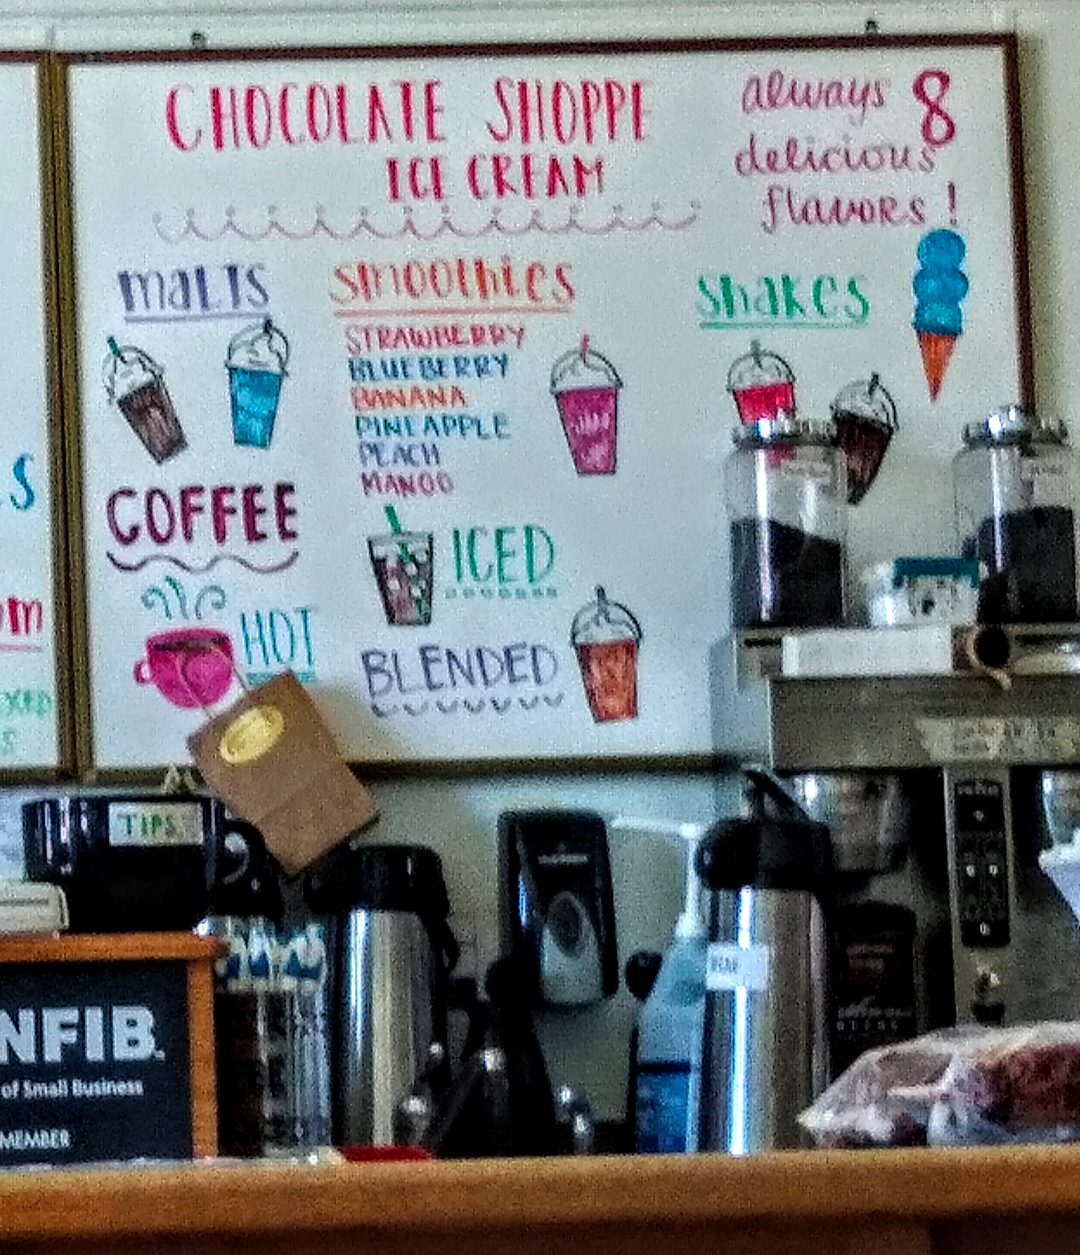 CHOCOLATE SHOPPE
ICE CREAM
always 8
delicious
flavors!
malts
smoothies
STRAWBERRY
BLUEBERRY
BANANA
PINEAPPLE
PEACH
MANGO
shakes
COFFEE
HOT
ICED
BLENDED
S
m
TIPS
NFIB
of Small Business
MEMBER
DECAF